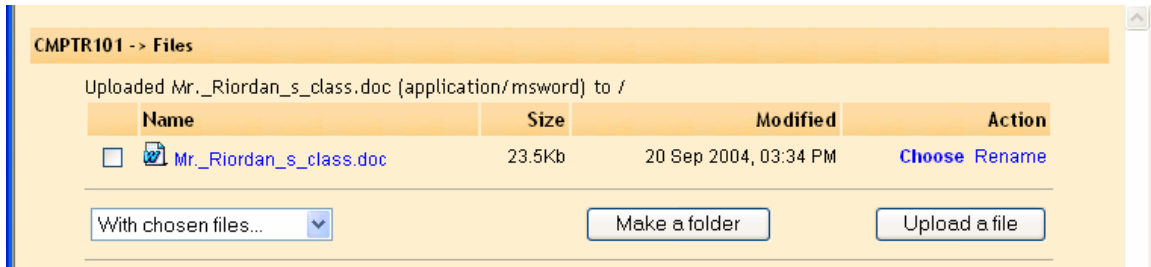 CMPTR101 -> Files
Uploaded Mr._Riordan_s_class.doc (application/msword) to /
Name Size Modified Action
Mr._Riordan_s_class.doc 23.5Kb 20 Sep 2004, 03:34 PM Choose Rename
With chosen files... Make a folder Upload a file